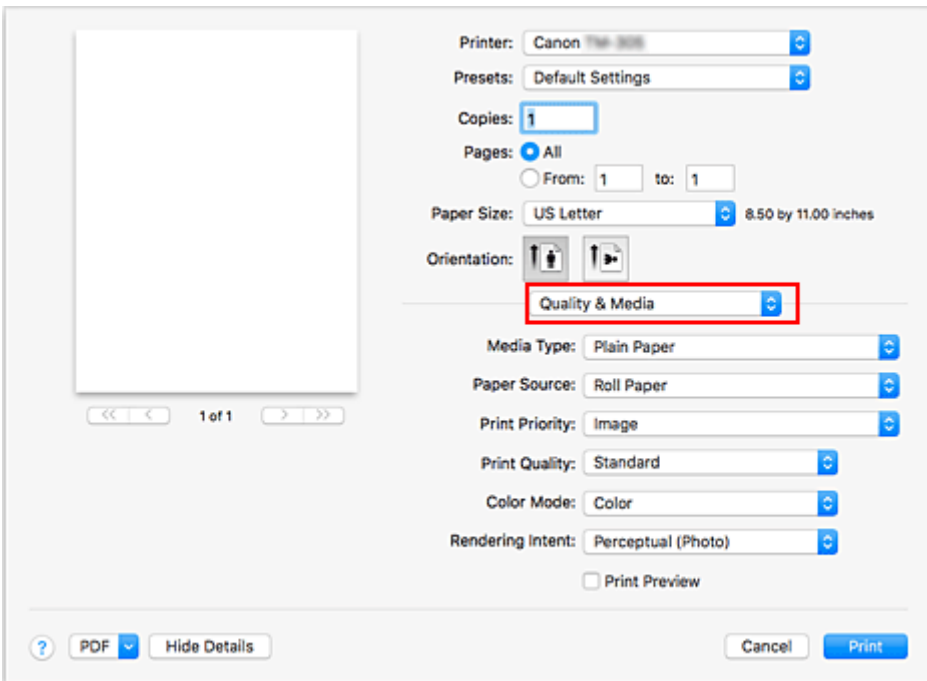 Printer: Canon
Presets: Default Settings
Copies: 1
Pages: All
From: 1 to: 1
Paper Size: US Letter 8.50 by 11.00 inches
Orientation:
Quality & Media
Media Type: Plain Paper
Paper Source: Roll Paper
<< < 1 of 1 > >>
Print Priority: Image
Print Quality: Standard
Color Mode: Color
Rendering Intent: Perceptual (Photo)
Print Preview
? PDF Hide Details Cancel Print